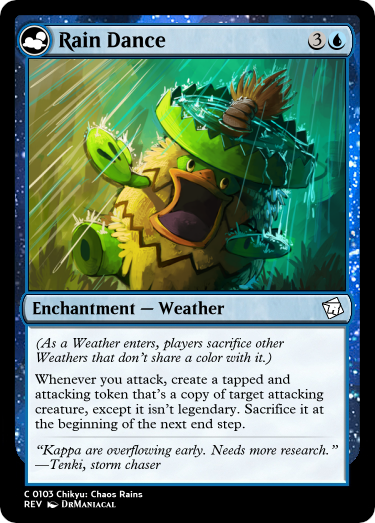 Rain Dance
3
Enchantment — Weather
(As a Weather enters, players sacrifice other
Weathers that don't share a color with it.)
Whenever you attack, create a tapped and
attacking token that's a copy of target attacking
creature, except it isn't legendary. Sacrifice it at
the beginning of the next end step.
"Kappa are overflowing early. Needs more research."
—Tenki, storm chaser
C 0103 Chikyu: Chaos Rains
REV DrManiacal